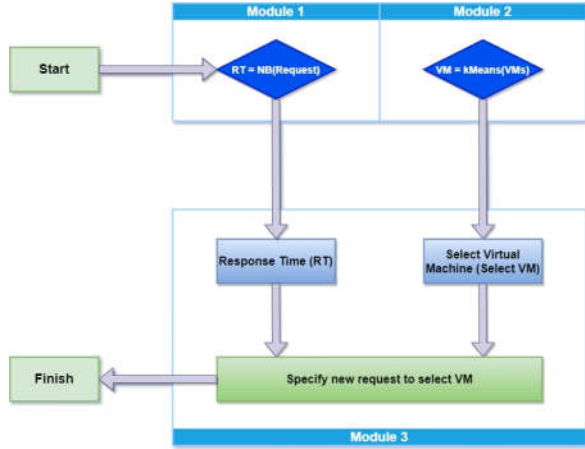 Module 1
Module 2
Start
RT = NB(Request)
VM = kMeans(VMs)
Response Time (RT)
Select Virtual
Machine (Select VM)
Finish
Specify new request to select VM
Module 3